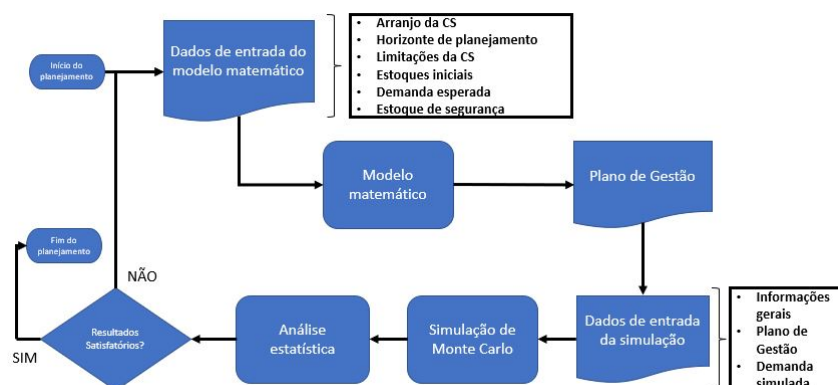 Início do
planejamento
Dados de entrada do
modelo matemático
• Arranjo da CS
• Horizonte de planejamento
• Limitações da CS
• Estoques iniciais
• Demanda esperada
• Estoque de segurança
Modelo
matemático
Plano de Gestão
Fim do
planejamento
NÃO
Resultados
Satisfatórios?
SIM
Análise
estatística
Simulação de
Monte Carlo
Dados de entrada
da simulação
• Informações
gerais
• Plano de
Gestão
• Demanda
simulada